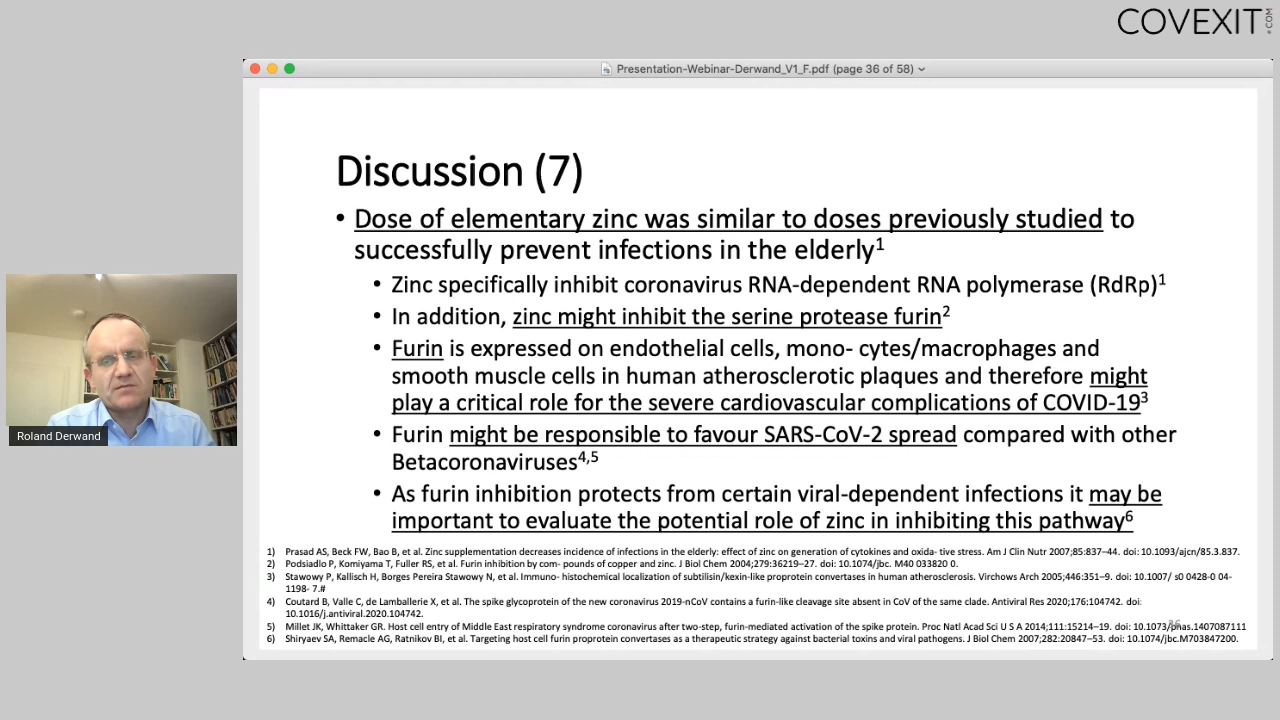 COVEXIT .COM
Presentation-Webinar-Derwand_V1_F.pdf (page 36 of 58)
Discussion (7)
• Dose of elementary zinc was similar to doses previously studied to
successfully prevent infections in the elderly1
• Zinc specifically inhibit coronavirus RNA-dependent RNA polymerase (RdRp)1
• In addition, zinc might inhibit the serine protease furin2
• Furin is expressed on endothelial cells, mono- cytes/macrophages and
smooth muscle cells in human atherosclerotic plaques and therefore might
play a critical role for the severe cardiovascular complications of COVID-193
• Furin might be responsible to favour SARS-CoV-2 spread compared with other
Betacoronaviruses4,5
• As furin inhibition protects from certain viral-dependent infections it may be
important to evaluate the potential role of zinc in inhibiting this pathway6
Roland Derwand
1) Prasad AS, Beck FW, Bao B, et al. Zinc supplementation decreases incidence of infections in the elderly: effect of zinc on generation of cytokines and oxida- tive stress. Am J Clin Nutr 2007;85:837–44. doi: 10.1093/ajcn/85.3.837.
2) Podsiadlo P, Komiyama T, Fuller RS, et al. Furin inhibition by com- pounds of copper and zinc. J Biol Chem 2004;279:36219–27. doi: 10.1074/jbc. M40 033820 0.
3) Stawowy P, Kallisch H, Borges Pereira Stawowy N, et al. Immuno- histochemical localization of subtilisin/kexin-like proprotein convertases in human atherosclerosis. Virchows Arch 2005;446:351–9. doi: 10.1007/ s0 0428-0 04-
1198- 7.#
4) Coutard B, Valle C, de Lamballerie X, et al. The spike glycoprotein of the new coronavirus 2019-nCoV contains a furin-like cleavage site absent in CoV of the same clade. Antiviral Res 2020;176:104742. doi:
10.1016/j.antiviral.2020.104742.
5) Millet JK, Whittaker GR. Host cell entry of Middle East respiratory syndrome coronavirus after two-step, furin-mediated activation of the spike protein. Proc Natl Acad Sci U S A 2014;111:15214–19. doi: 10.1073/pnas.1407087111
6) Shiryaev SA, Remacle AG, Ratnikov BI, et al. Targeting host cell furin proprotein convertases as a therapeutic strategy against bacterial toxins and viral pathogens. J Biol Chem 2007;282:20847–53. doi: 10.1074/jbc.M703847200.